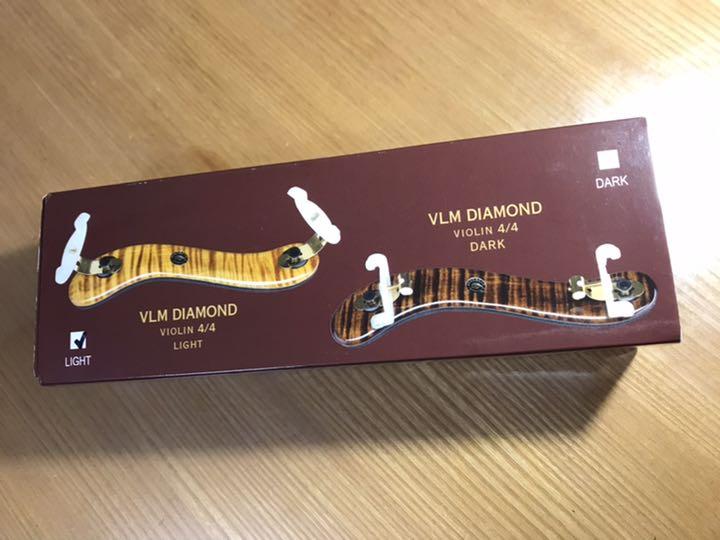 VLM DIAMOND
VIOLIN 4/4
LIGHT
LIGHT
VLM DIAMOND
VIOLIN 4/4
DARK
DARK